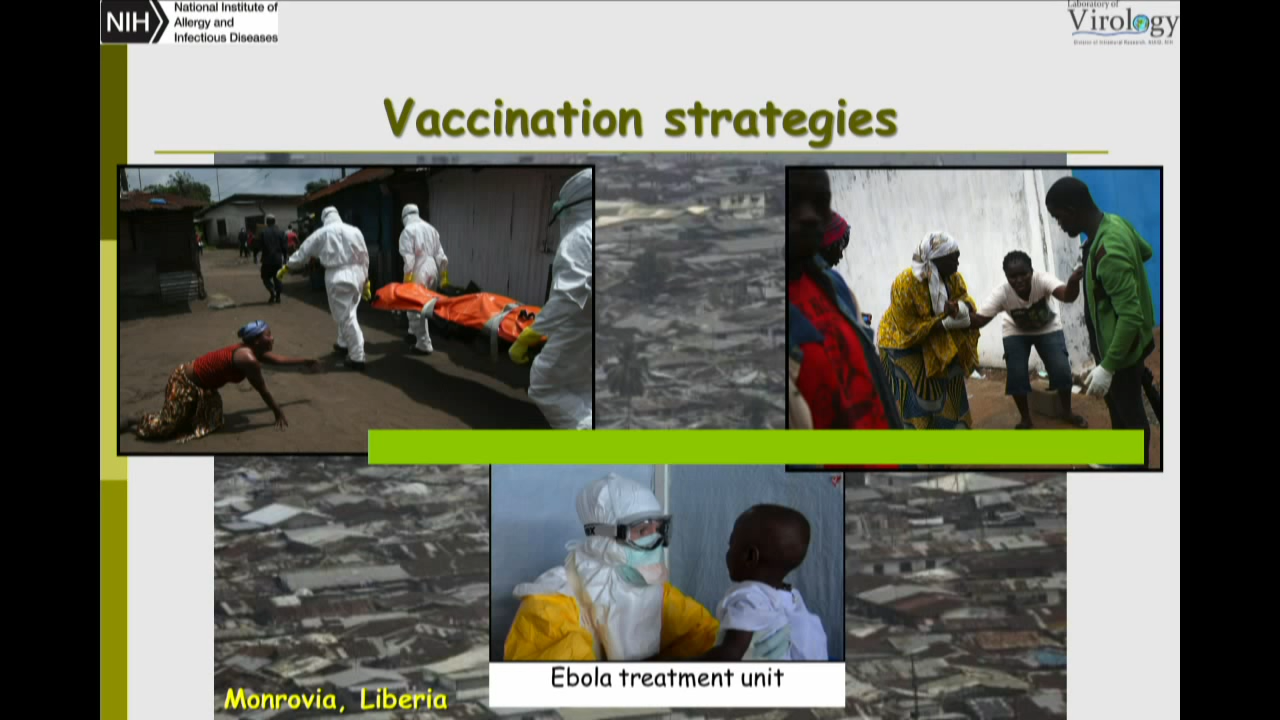 NIH
National Institute of
Allergy and
Infectious Diseases
Laboratory of
Virology
Vaccination strategies
Ebola treatment unit
Monrovia, Liberia